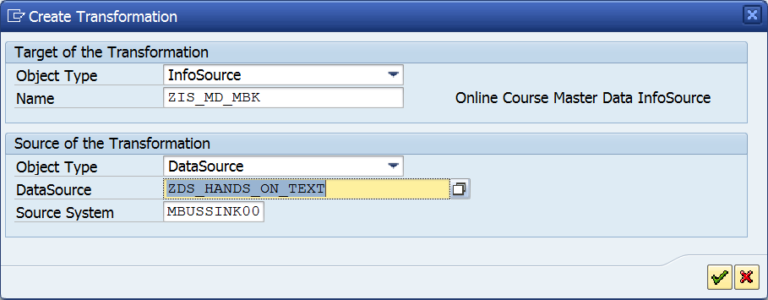 Create Transformation
Target of the Transformation
Object Type InfoSource
Name ZIS_MD_MBK Online Course Master Data InfoSource
Source of the Transformation
Object Type DataSource
DataSource ZDS_HANDS_ON_TEXT
Source System MBUSSINK00